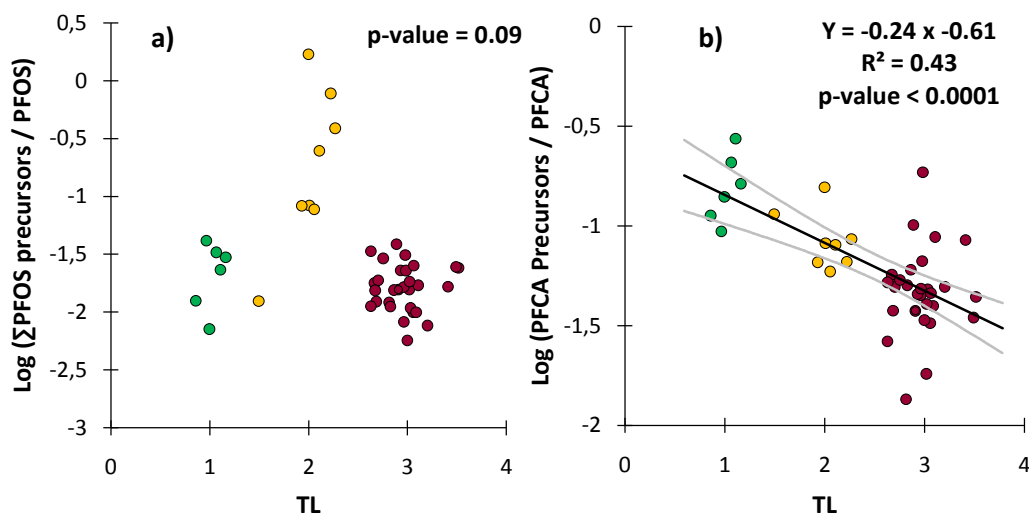 a)
p-value = 0.09
Log (∑PFOS precursors / PFOS)
0,5
0
-0,5
-1
-1,5
-2
-2,5
-3
0 1 2 3 4
TL
b)
Y = -0.24 x -0.61
R² = 0.43
p-value < 0.0001
Log (PFCA Precursors / PFCA)
0
-0,5
-1
-1,5
-2
0 1 2 3 4
TL